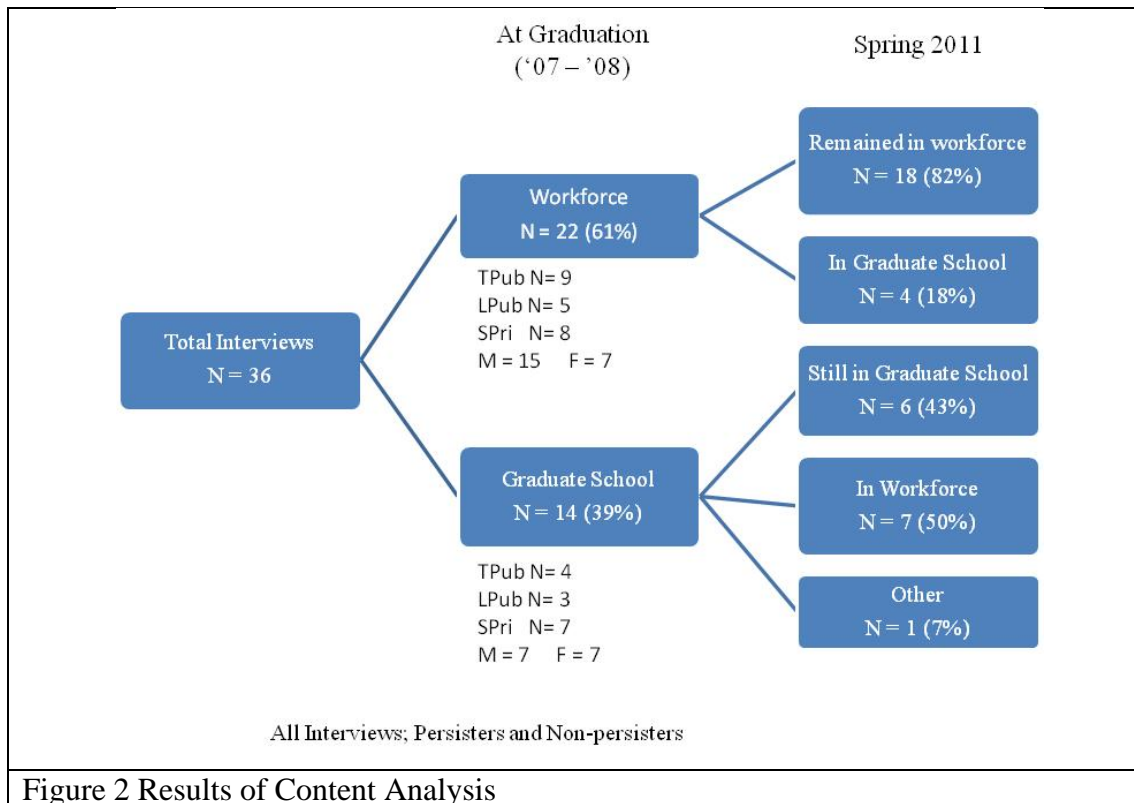 At Graduation
('07 – '08)
Spring 2011
Total Interviews
N = 36
Workforce
N = 22 (61%)
TPub N= 9
LPub N= 5
SPri N= 8
M = 15 F = 7
Graduate School
N = 14 (39%)
TPub N= 4
LPub N= 3
SPri N= 7
M = 7 F = 7
Remained in workforce
N = 18 (82%)
In Graduate School
N = 4 (18%)
Still in Graduate School
N = 6 (43%)
In Workforce
N = 7 (50%)
Other
N = 1 (7%)
All Interviews; Persisters and Non-persisters
Figure 2 Results of Content Analysis